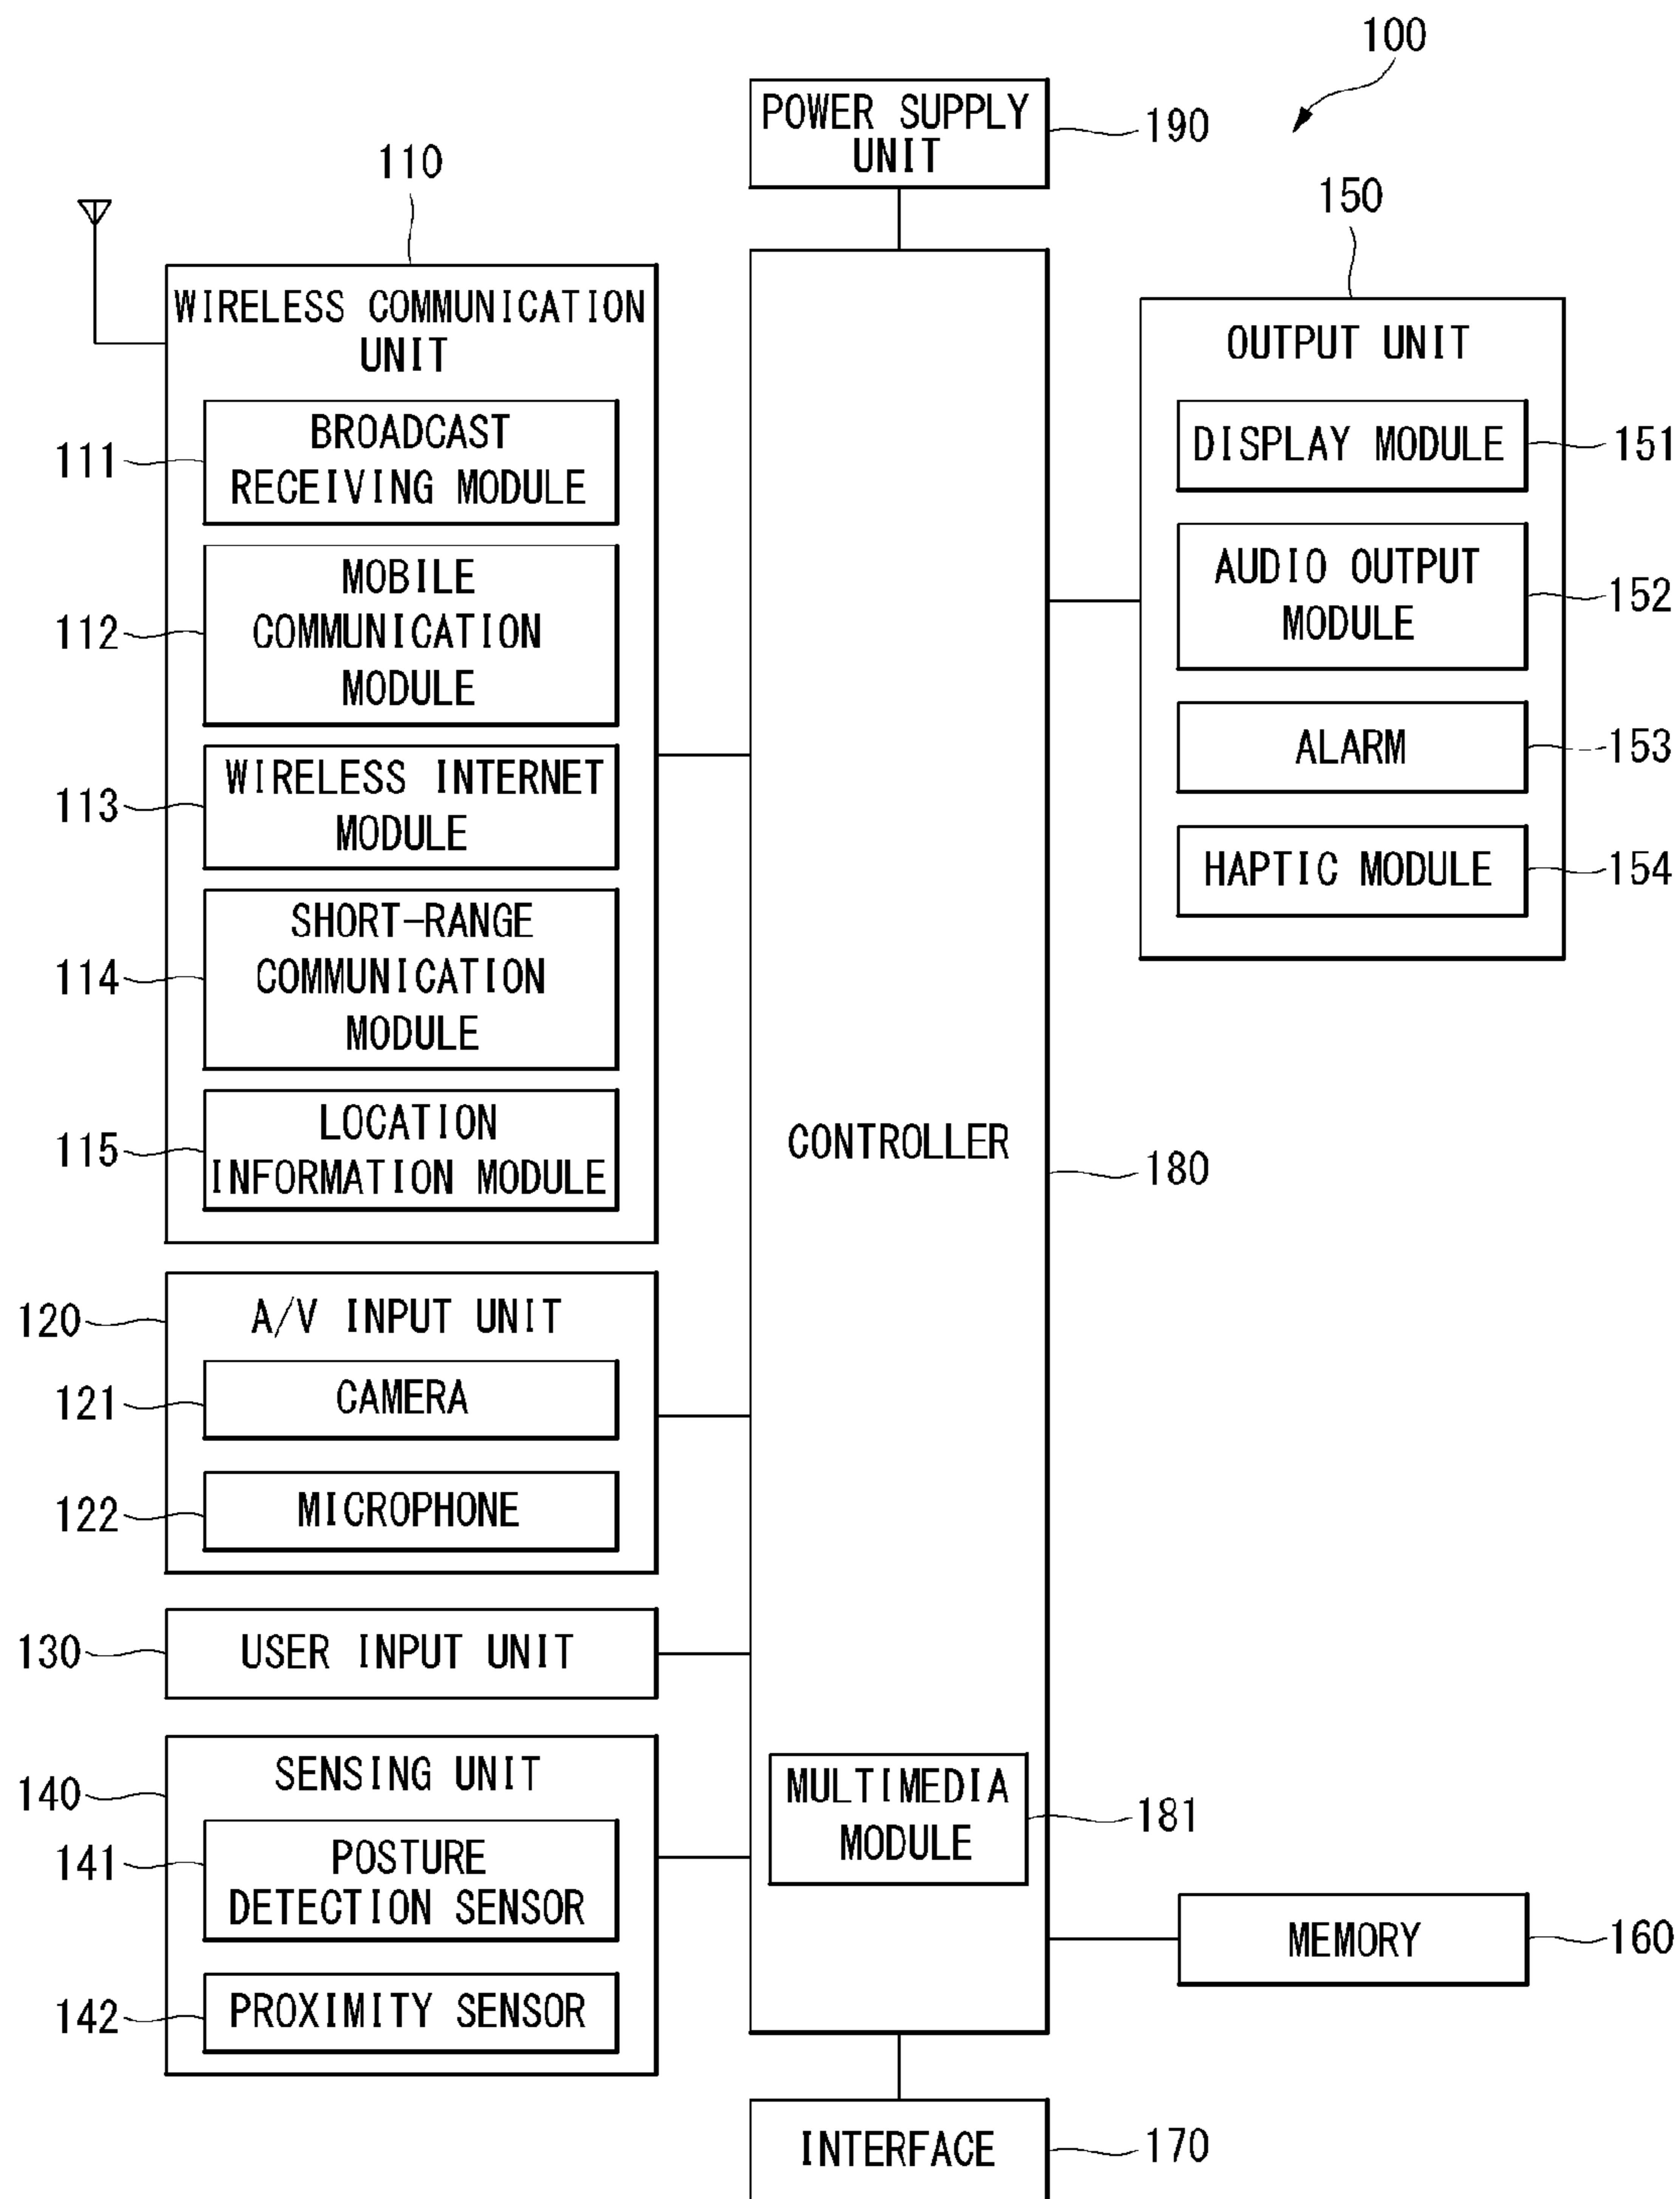 100
POWER SUPPLY
UNIT
190
110
150
WIRELESS COMMUNICATION
UNIT
BROADCAST
RECEIVING MODULE
111
MOBILE
COMMUNICATION
MODULE
112
WIRELESS INTERNET
MODULE
113
SHORT-RANGE
COMMUNICATION
MODULE
114
LOCATION
INFORMATION MODULE
115
OUTPUT UNIT
DISPLAY MODULE
151
AUDIO OUTPUT
MODULE
152
ALARM
153
HAPTIC MODULE
154
CONTROLLER
180
120
A/V INPUT UNIT
121
CAMERA
122
MICROPHONE
130
USER INPUT UNIT
140
SENSING UNIT
141
POSTURE
DETECTION SENSOR
142
PROXIMITY SENSOR
MULTIMEDIA
MODULE
181
MEMORY
160
INTERFACE
170